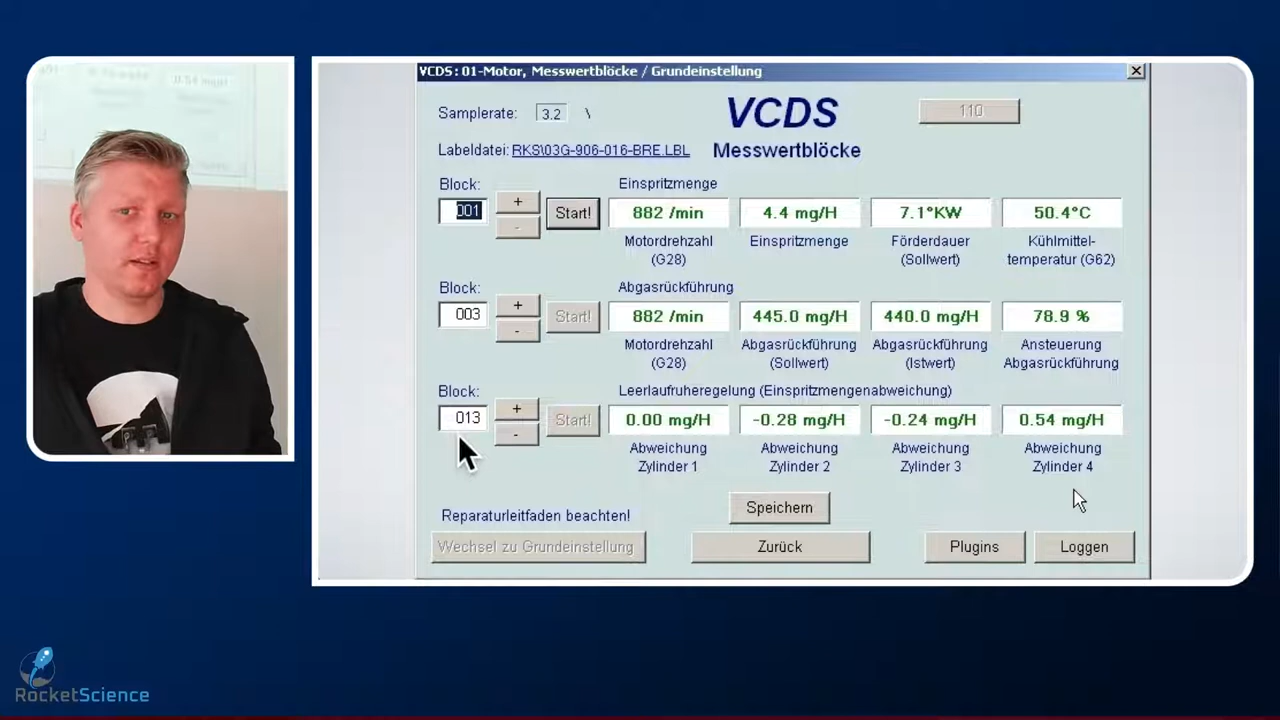 VCDS: 01-Motor, Messwertblöcke / Grundeinstellung
Samplerate: 3.2 \
VCDS
110
Labeldatei: RKS\03G-906-016-BRE.LBL
Messwertblöcke
Block:
Einspritzmenge
001
+
-
Start!
882 /min
4.4 mg/H
7.1°KW
50.4°C
Motordrehzahl
(G28)
Einspritzmenge
Förderdauer
(Sollwert)
Kühlmittel-
temperatur (G62)
Block:
Abgasrückführung
003
+
-
Start!
882 /min
445.0 mg/H
440.0 mg/H
78.9 %
Motordrehzahl
(G28)
Abgasrückführung
(Sollwert)
Abgasrückführung
(Istwert)
Ansteuerung
Abgasrückführung
Block:
Leerlaufruheregelung (Einspritzmengenabweichung)
013
+
-
Start!
0.00 mg/H
-0.28 mg/H
-0.24 mg/H
0.54 mg/H
Abweichung
Zylinder 1
Abweichung
Zylinder 2
Abweichung
Zylinder 3
Abweichung
Zylinder 4
Reparaturleitfaden beachten!
Speichern
Wechsel zu Grundeinstellung
Zurück
Plugins
Loggen
RocketScience